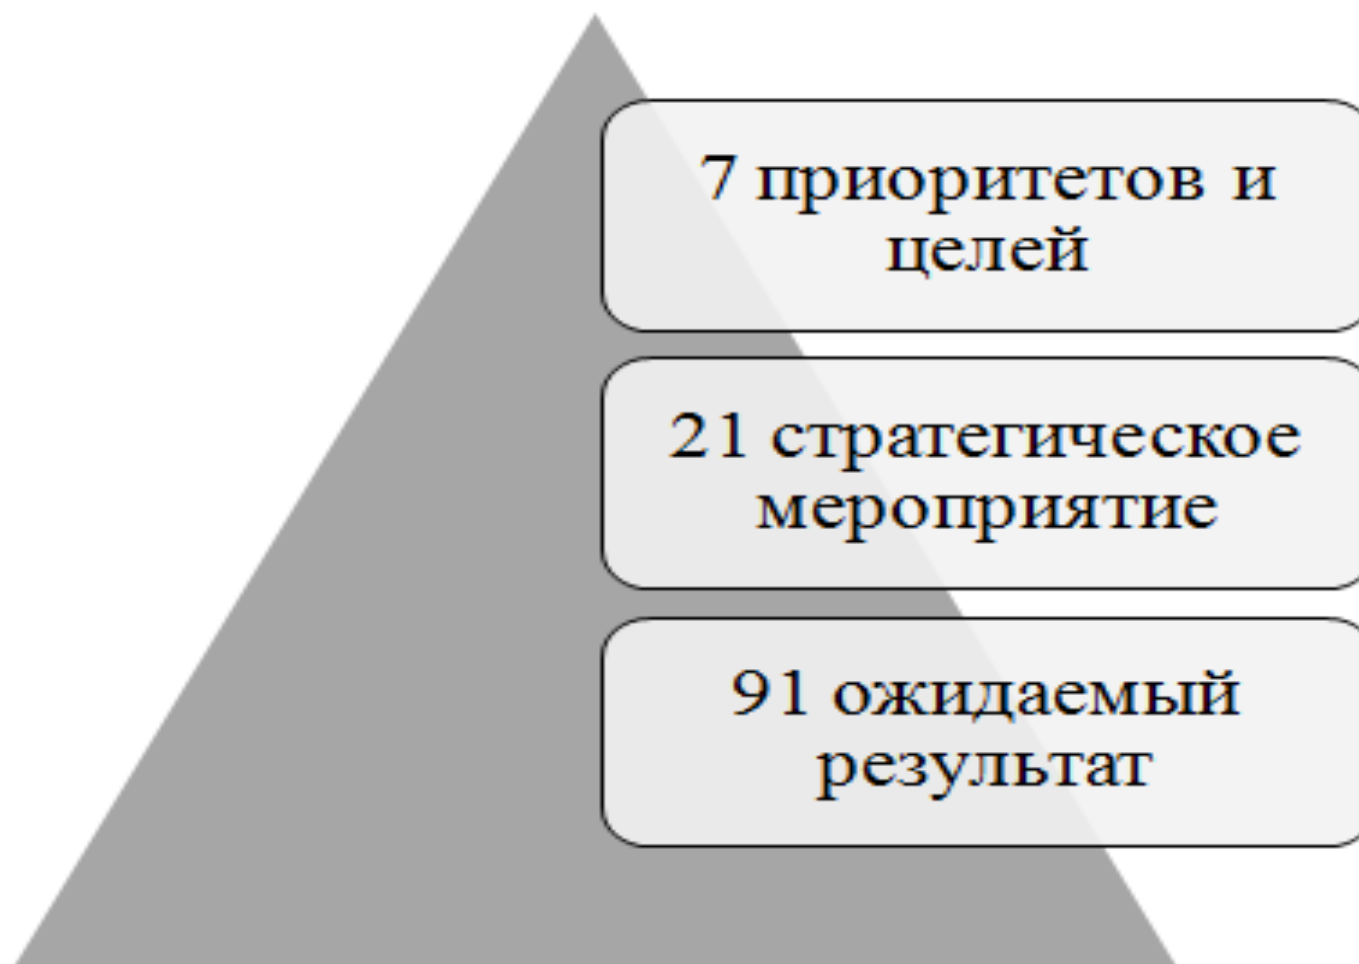 7 приоритетов и
целей
21 стратегическое
мероприятие
91 ожидаемый
результат